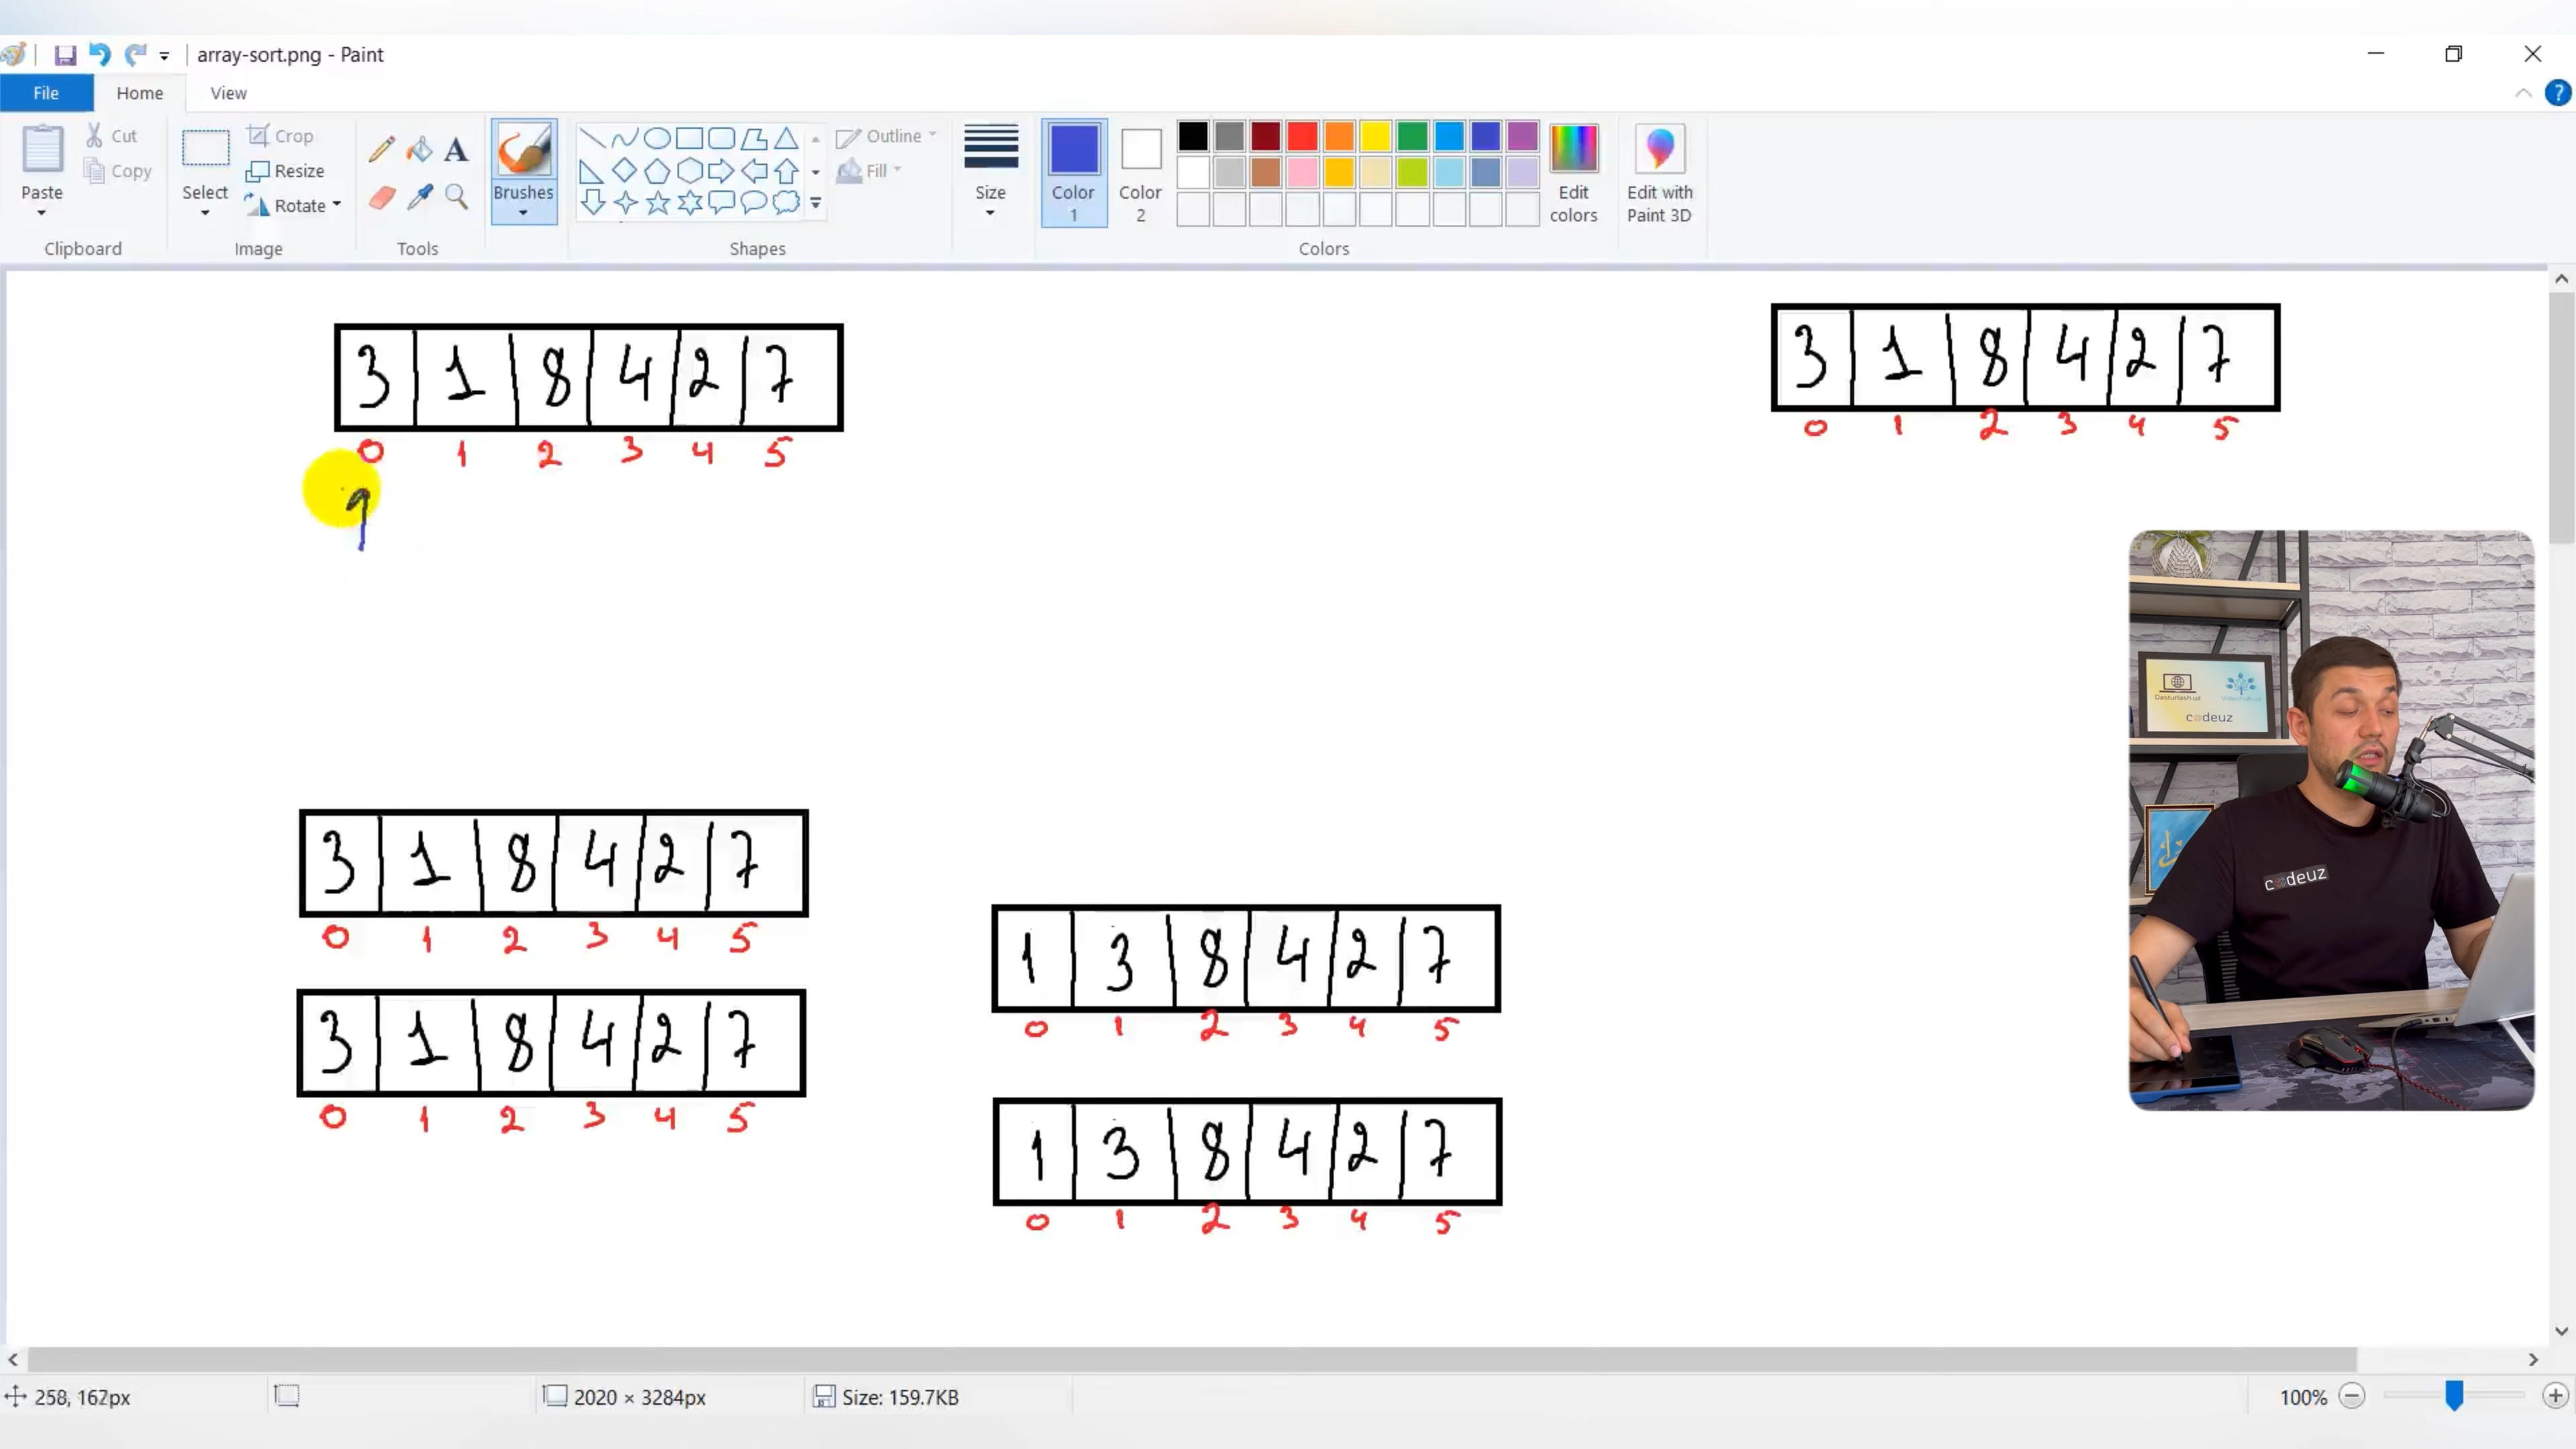 array-sort.png - Paint
File Home View
Paste
Cut
Copy
Clipboard
Select
Crop
Resize
Rotate
Image
A
Tools
Brushes
Outline
Fill
Shapes
Size
Color 1
Color 2
Edit colors
Colors
Edit with Paint 3D
3 1 8 4 2 7
0 1 2 3 4 5
3 1 8 4 2 7
0 1 2 3 4 5
3 1 8 4 2 7
0 1 2 3 4 5
3 1 8 4 2 7
0 1 2 3 4 5
1 3 8 4 2 7
0 1 2 3 4 5
1 3 8 4 2 7
0 1 2 3 4 5
Dasturlash.uz
codeuz
codeuz
258, 167px
2020 × 3284px
Size: 159.7KB
100%